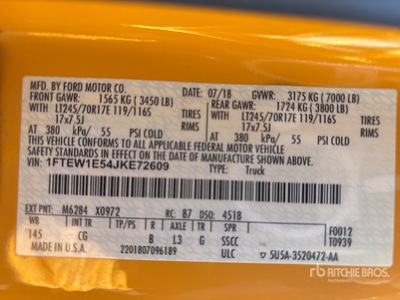 MFD. BY FORD MOTOR CO. 07/18 GVWR: 3175 KG (7000 LB)
FRONT GAWR: 1565 KG (3450 LB) REAR GAWR: 1724 KG (3800 LB)
WITH LT245/70R17E 119/116S TIRES WITH LT245/70R17E 119/116S TIRES
17x7.5J RIMS 17x7.5J RIMS
AT 380 kPa/ 55 PSI COLD AT 380 kPa/ 55 PSI COLD
THIS VEHICLE CONFORMS TO ALL APPLICABLE FEDERAL
MOTOR VEHICLE SAFETY STANDARDS IN EFFECT ON THE DATE OF
MANUFACTURE SHOWN ABOVE.
VIN: 1FTEW1E54JKE72609 TYPE: Truck
EXT PNT: M6284 X0972 RC: 87 DSO: 4518
WB INT TR TP/PS R AXLE TR SPR F0012
145 CG B L3 G SSCC T0939
MADE IN U.S.A. 2201807096189 ULC 5U5A-3520472-AA
rb RITCHIE BROS.